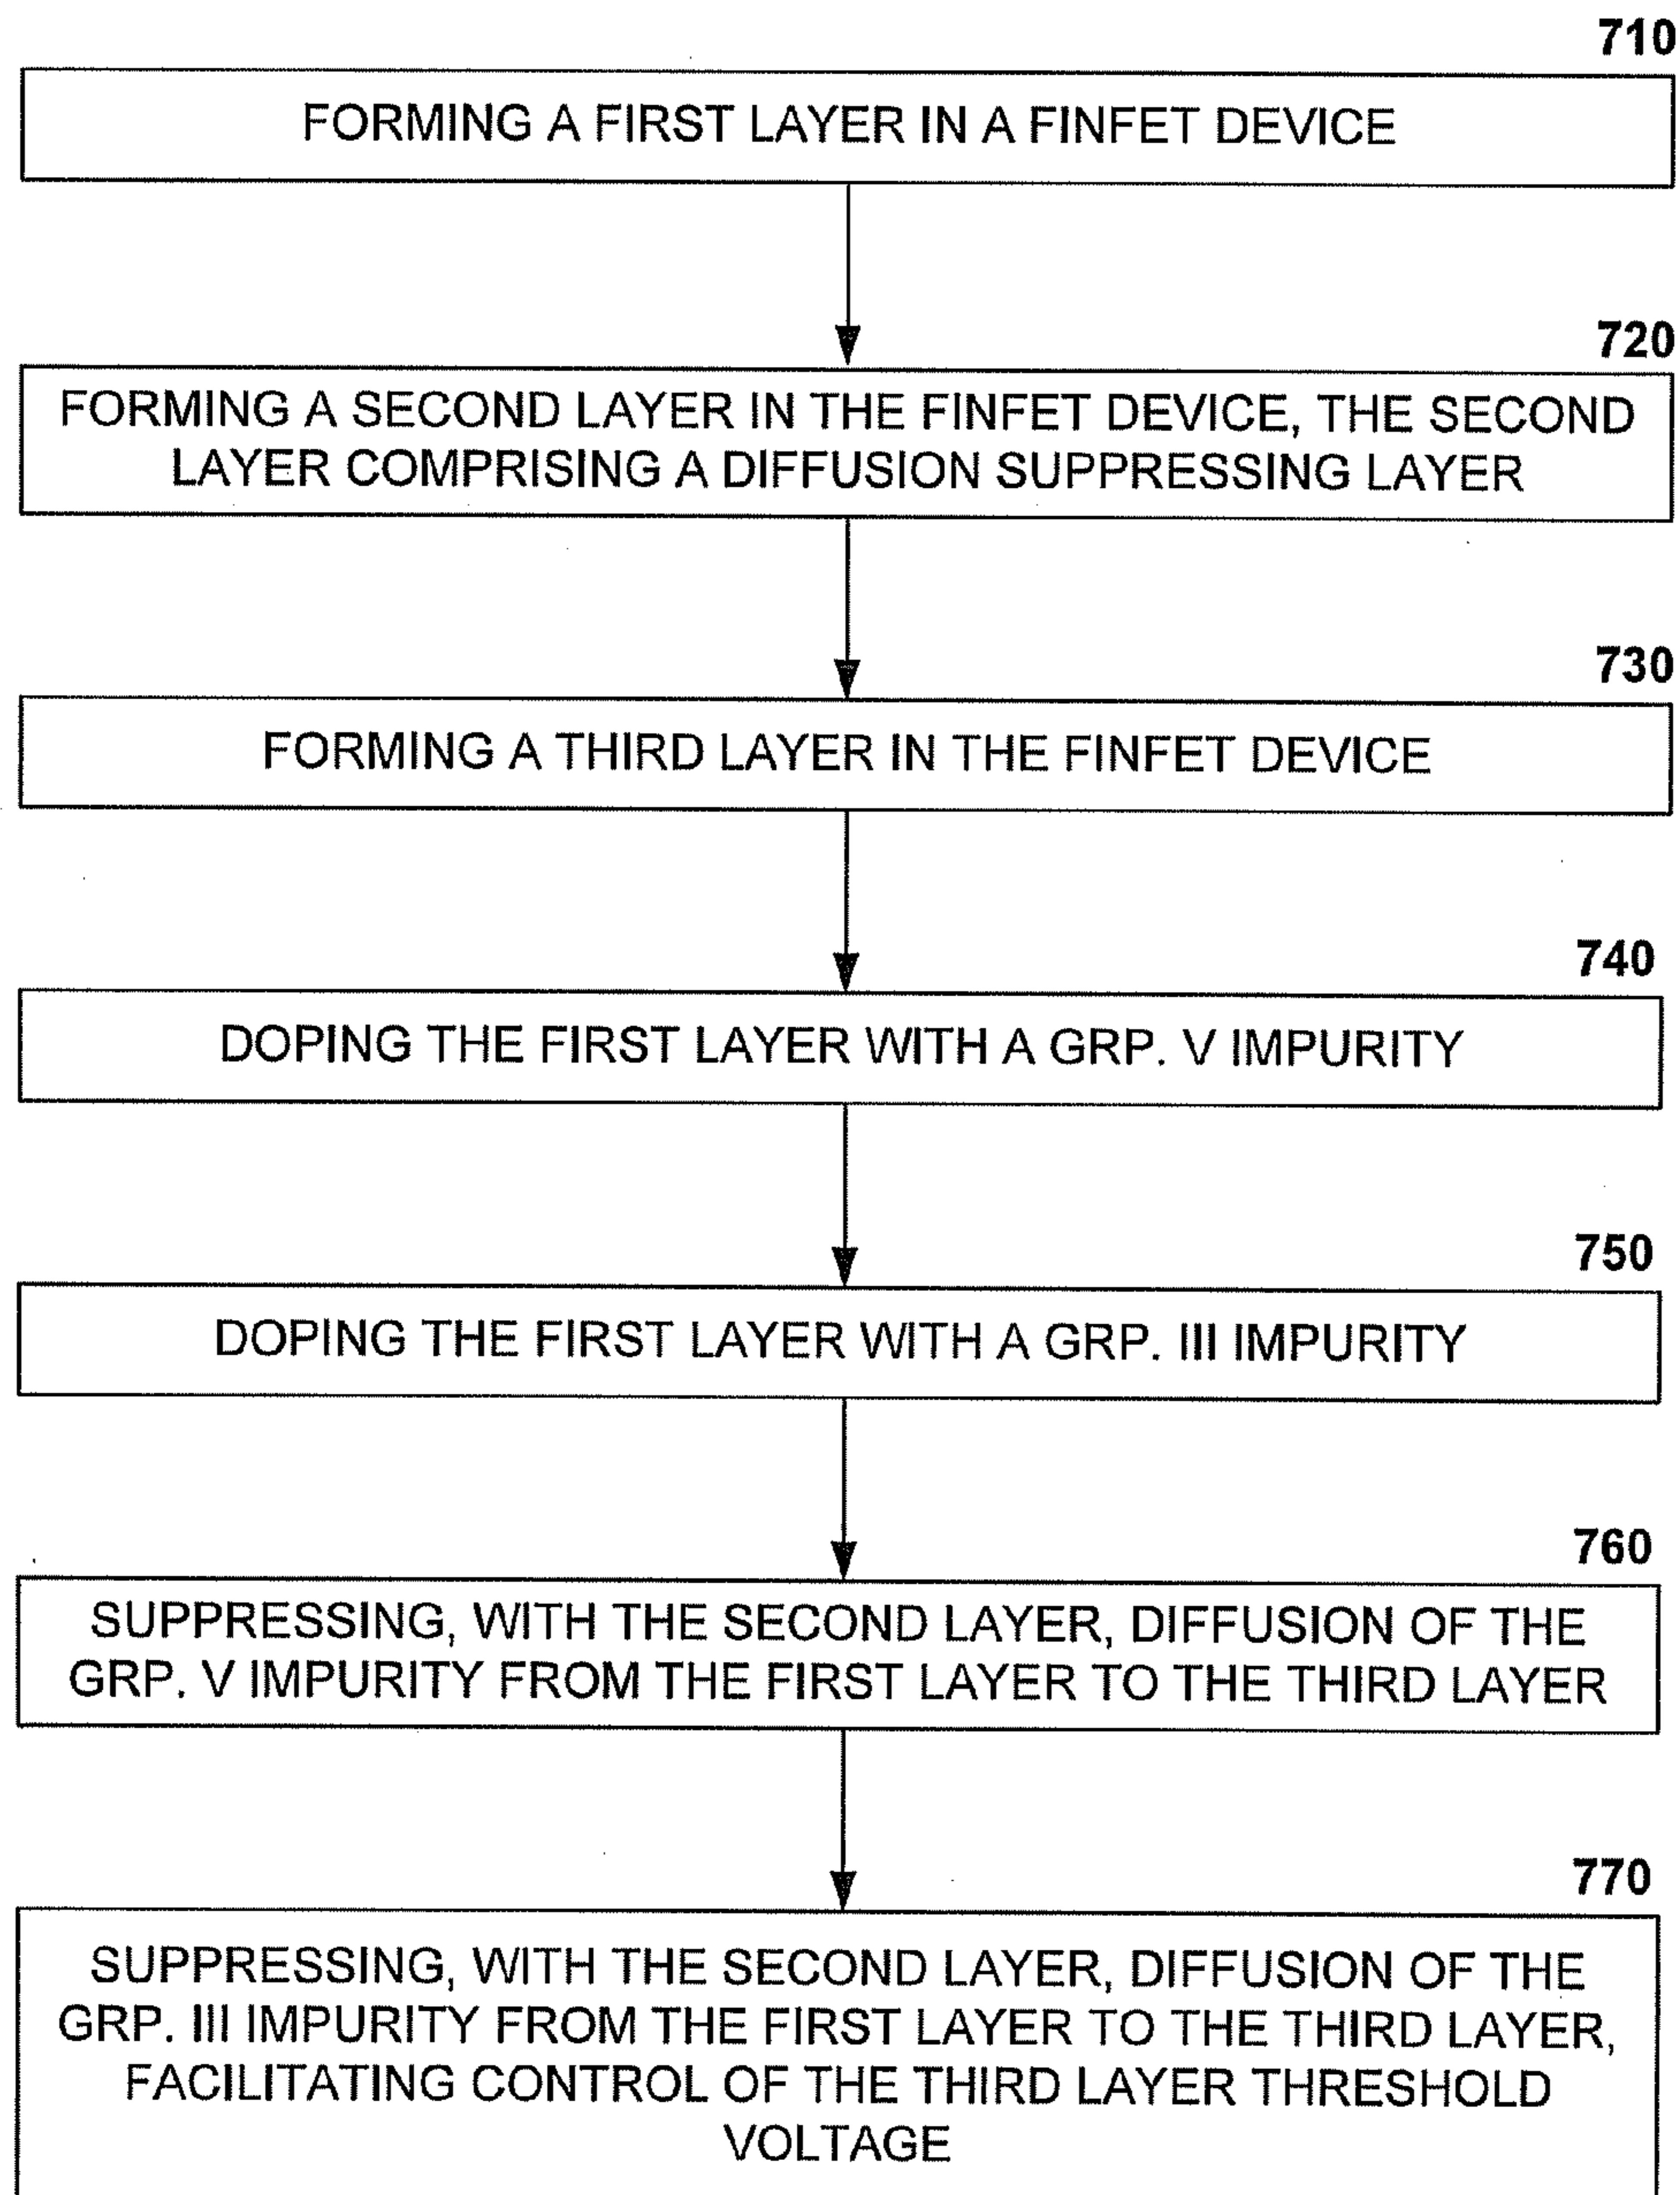 710
FORMING A FIRST LAYER IN A FINFET DEVICE
720
FORMING A SECOND LAYER IN THE FINFET DEVICE, THE SECOND
LAYER COMPRISING A DIFFUSION SUPPRESSING LAYER
730
FORMING A THIRD LAYER IN THE FINFET DEVICE
740
DOPING THE FIRST LAYER WITH A GRP. V IMPURITY
750
DOPING THE FIRST LAYER WITH A GRP. III IMPURITY
760
SUPPRESSING, WITH THE SECOND LAYER, DIFFUSION OF THE
GRP. V IMPURITY FROM THE FIRST LAYER TO THE THIRD LAYER
770
SUPPRESSING, WITH THE SECOND LAYER, DIFFUSION OF THE
GRP. III IMPURITY FROM THE FIRST LAYER TO THE THIRD LAYER,
FACILITATING CONTROL OF THE THIRD LAYER THRESHOLD
VOLTAGE